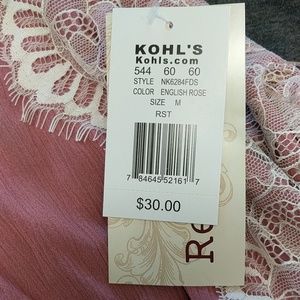 KOHL'S
Kohls.com
544 60 60
STYLE NK6284FDS
COLOR ENGLISH ROSE
SIZE M
RST
7 84645 52161 7
$30.00